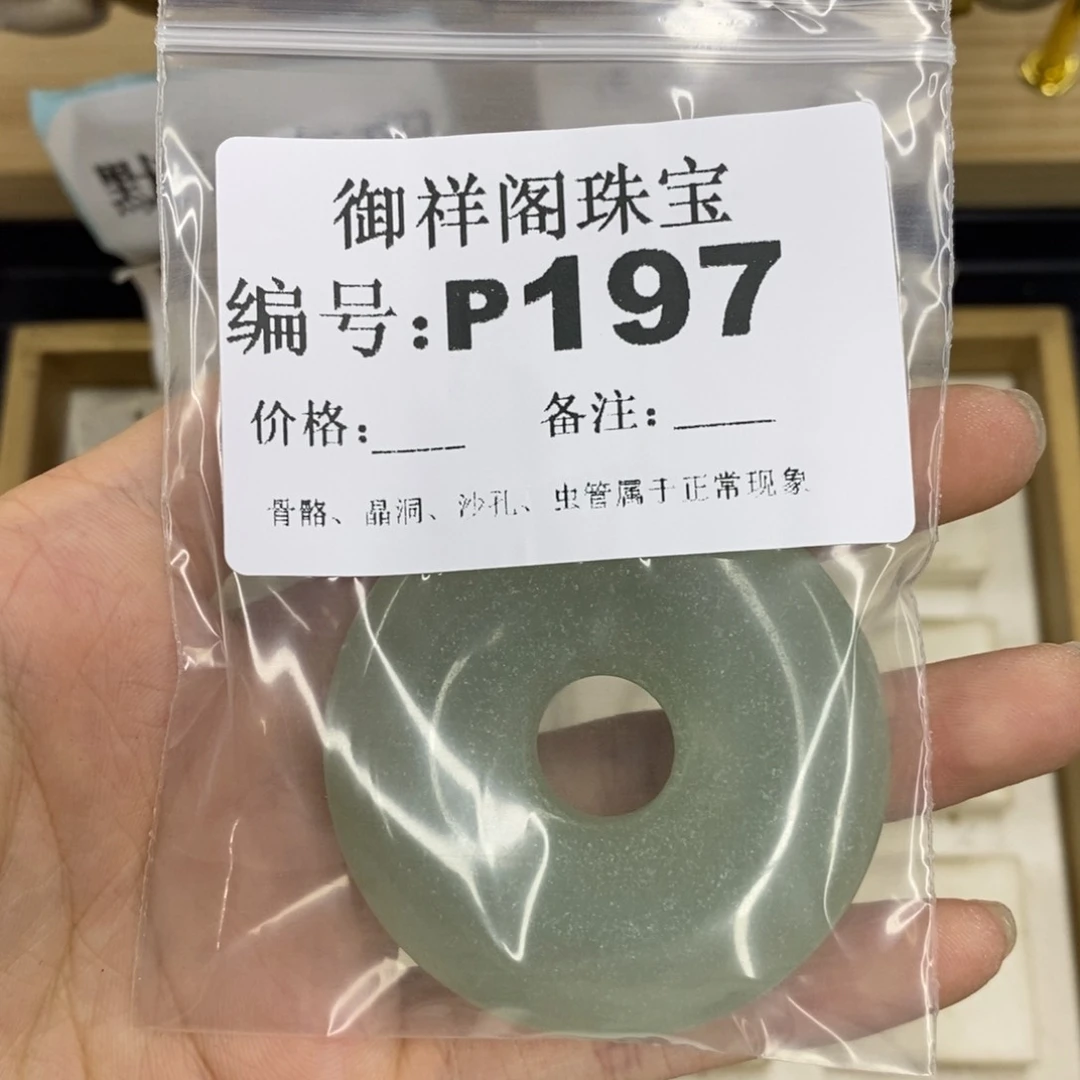 御祥阁珠宝
编号:P197
价格:____ 备注:____
骨骼、晶洞、沙孔、虫管属于正常现象
默